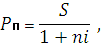 Pп = S / (1 + ni) ,